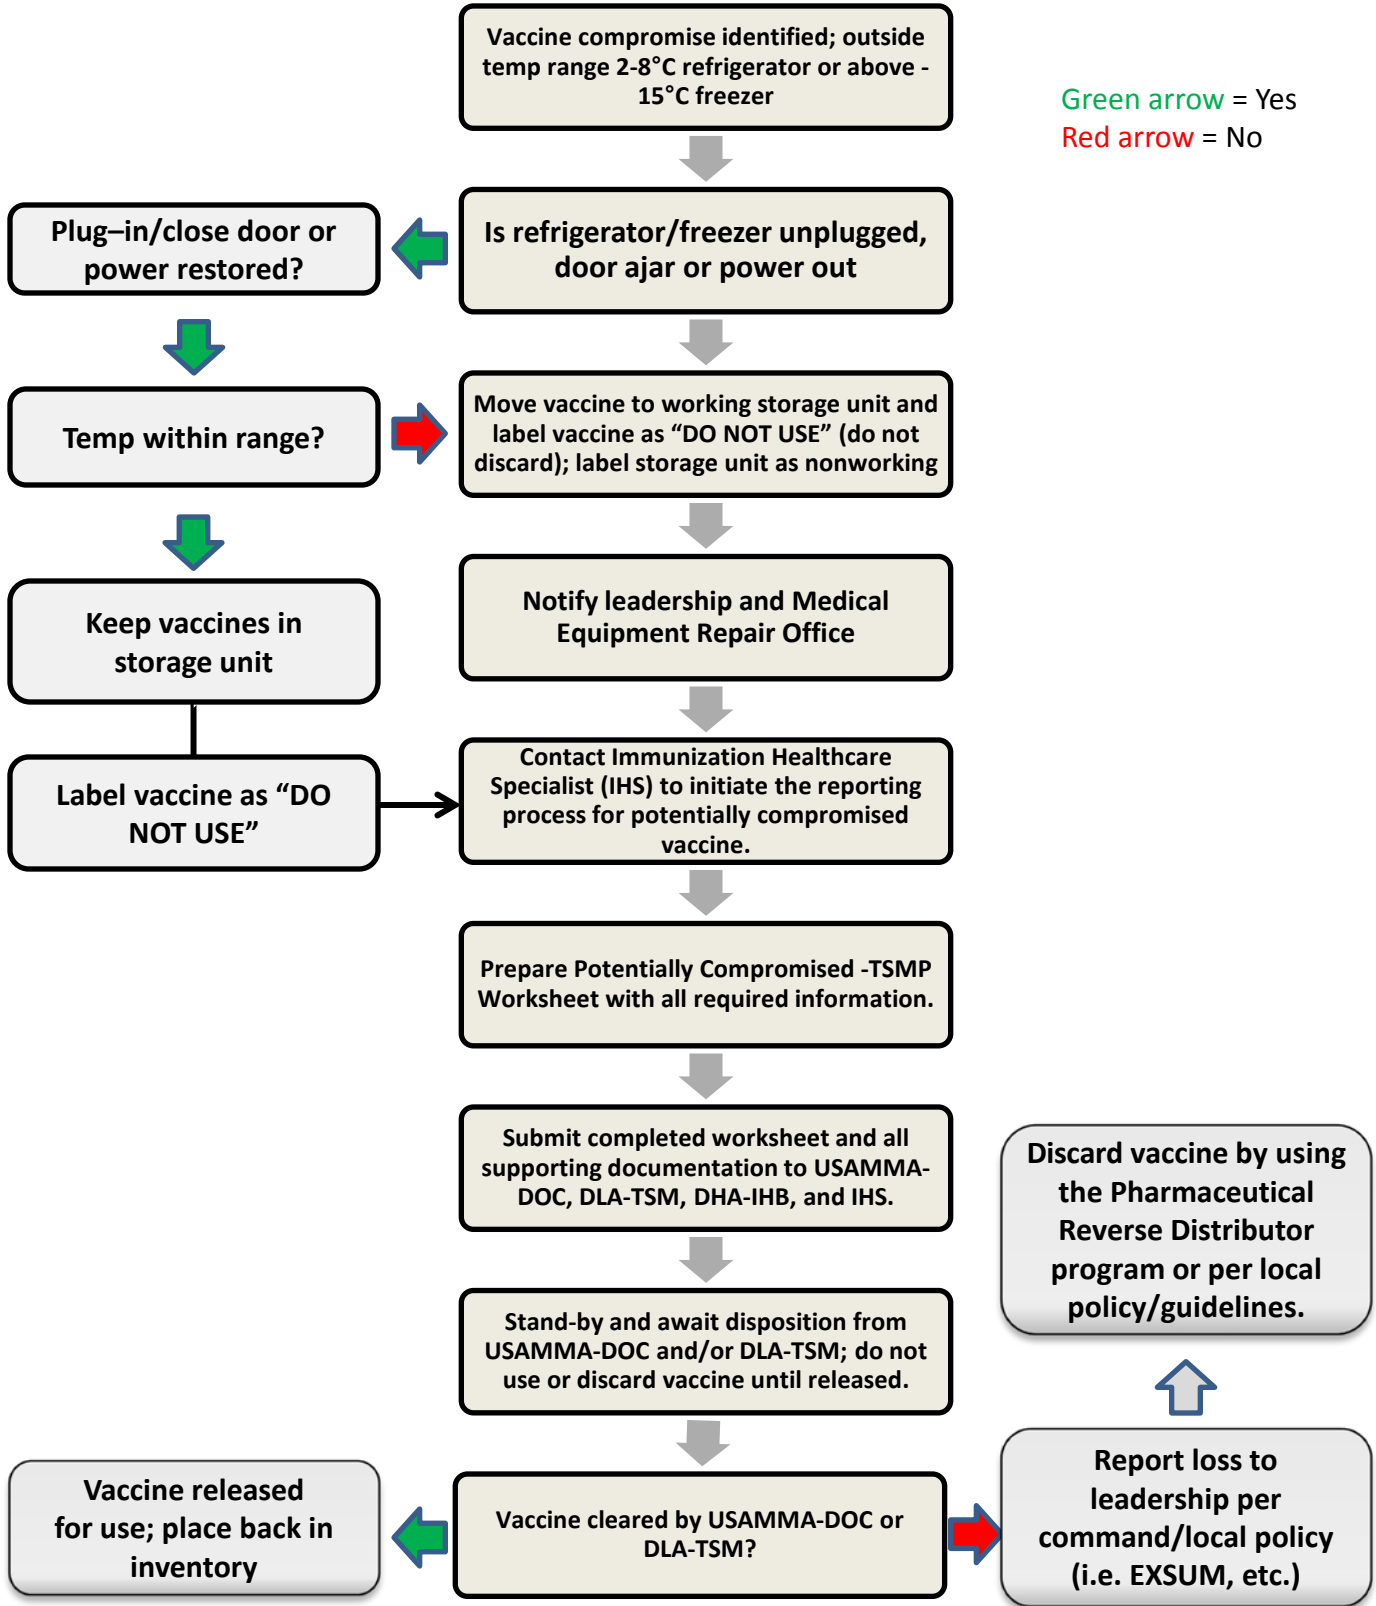 Vaccine compromise identified; outside
temp range 2-8°C refrigerator or above -
15°C freezer
Green arrow = Yes
Red arrow = No
Plug–in/close door or
power restored?
Is refrigerator/freezer unplugged,
door ajar or power out
Temp within range?
Move vaccine to working storage unit and
label vaccine as “DO NOT USE” (do not
discard); label storage unit as nonworking
Keep vaccines in
storage unit
Notify leadership and Medical
Equipment Repair Office
Label vaccine as “DO
NOT USE”
Contact Immunization Healthcare
Specialist (IHS) to initiate the reporting
process for potentially compromised
vaccine.
Prepare Potentially Compromised -TSMP
Worksheet with all required information.
Submit completed worksheet and all
supporting documentation to USAMMA-
DOC, DLA-TSM, DHA-IHB, and IHS.
Discard vaccine by using
the Pharmaceutical
Reverse Distributor
program or per local
policy/guidelines.
Stand-by and await disposition from
USAMMA-DOC and/or DLA-TSM; do not
use or discard vaccine until released.
Vaccine released
for use; place back in
inventory
Vaccine cleared by USAMMA-DOC or
DLA-TSM?
Report loss to
leadership per
command/local policy
(i.e. EXSUM, etc.)